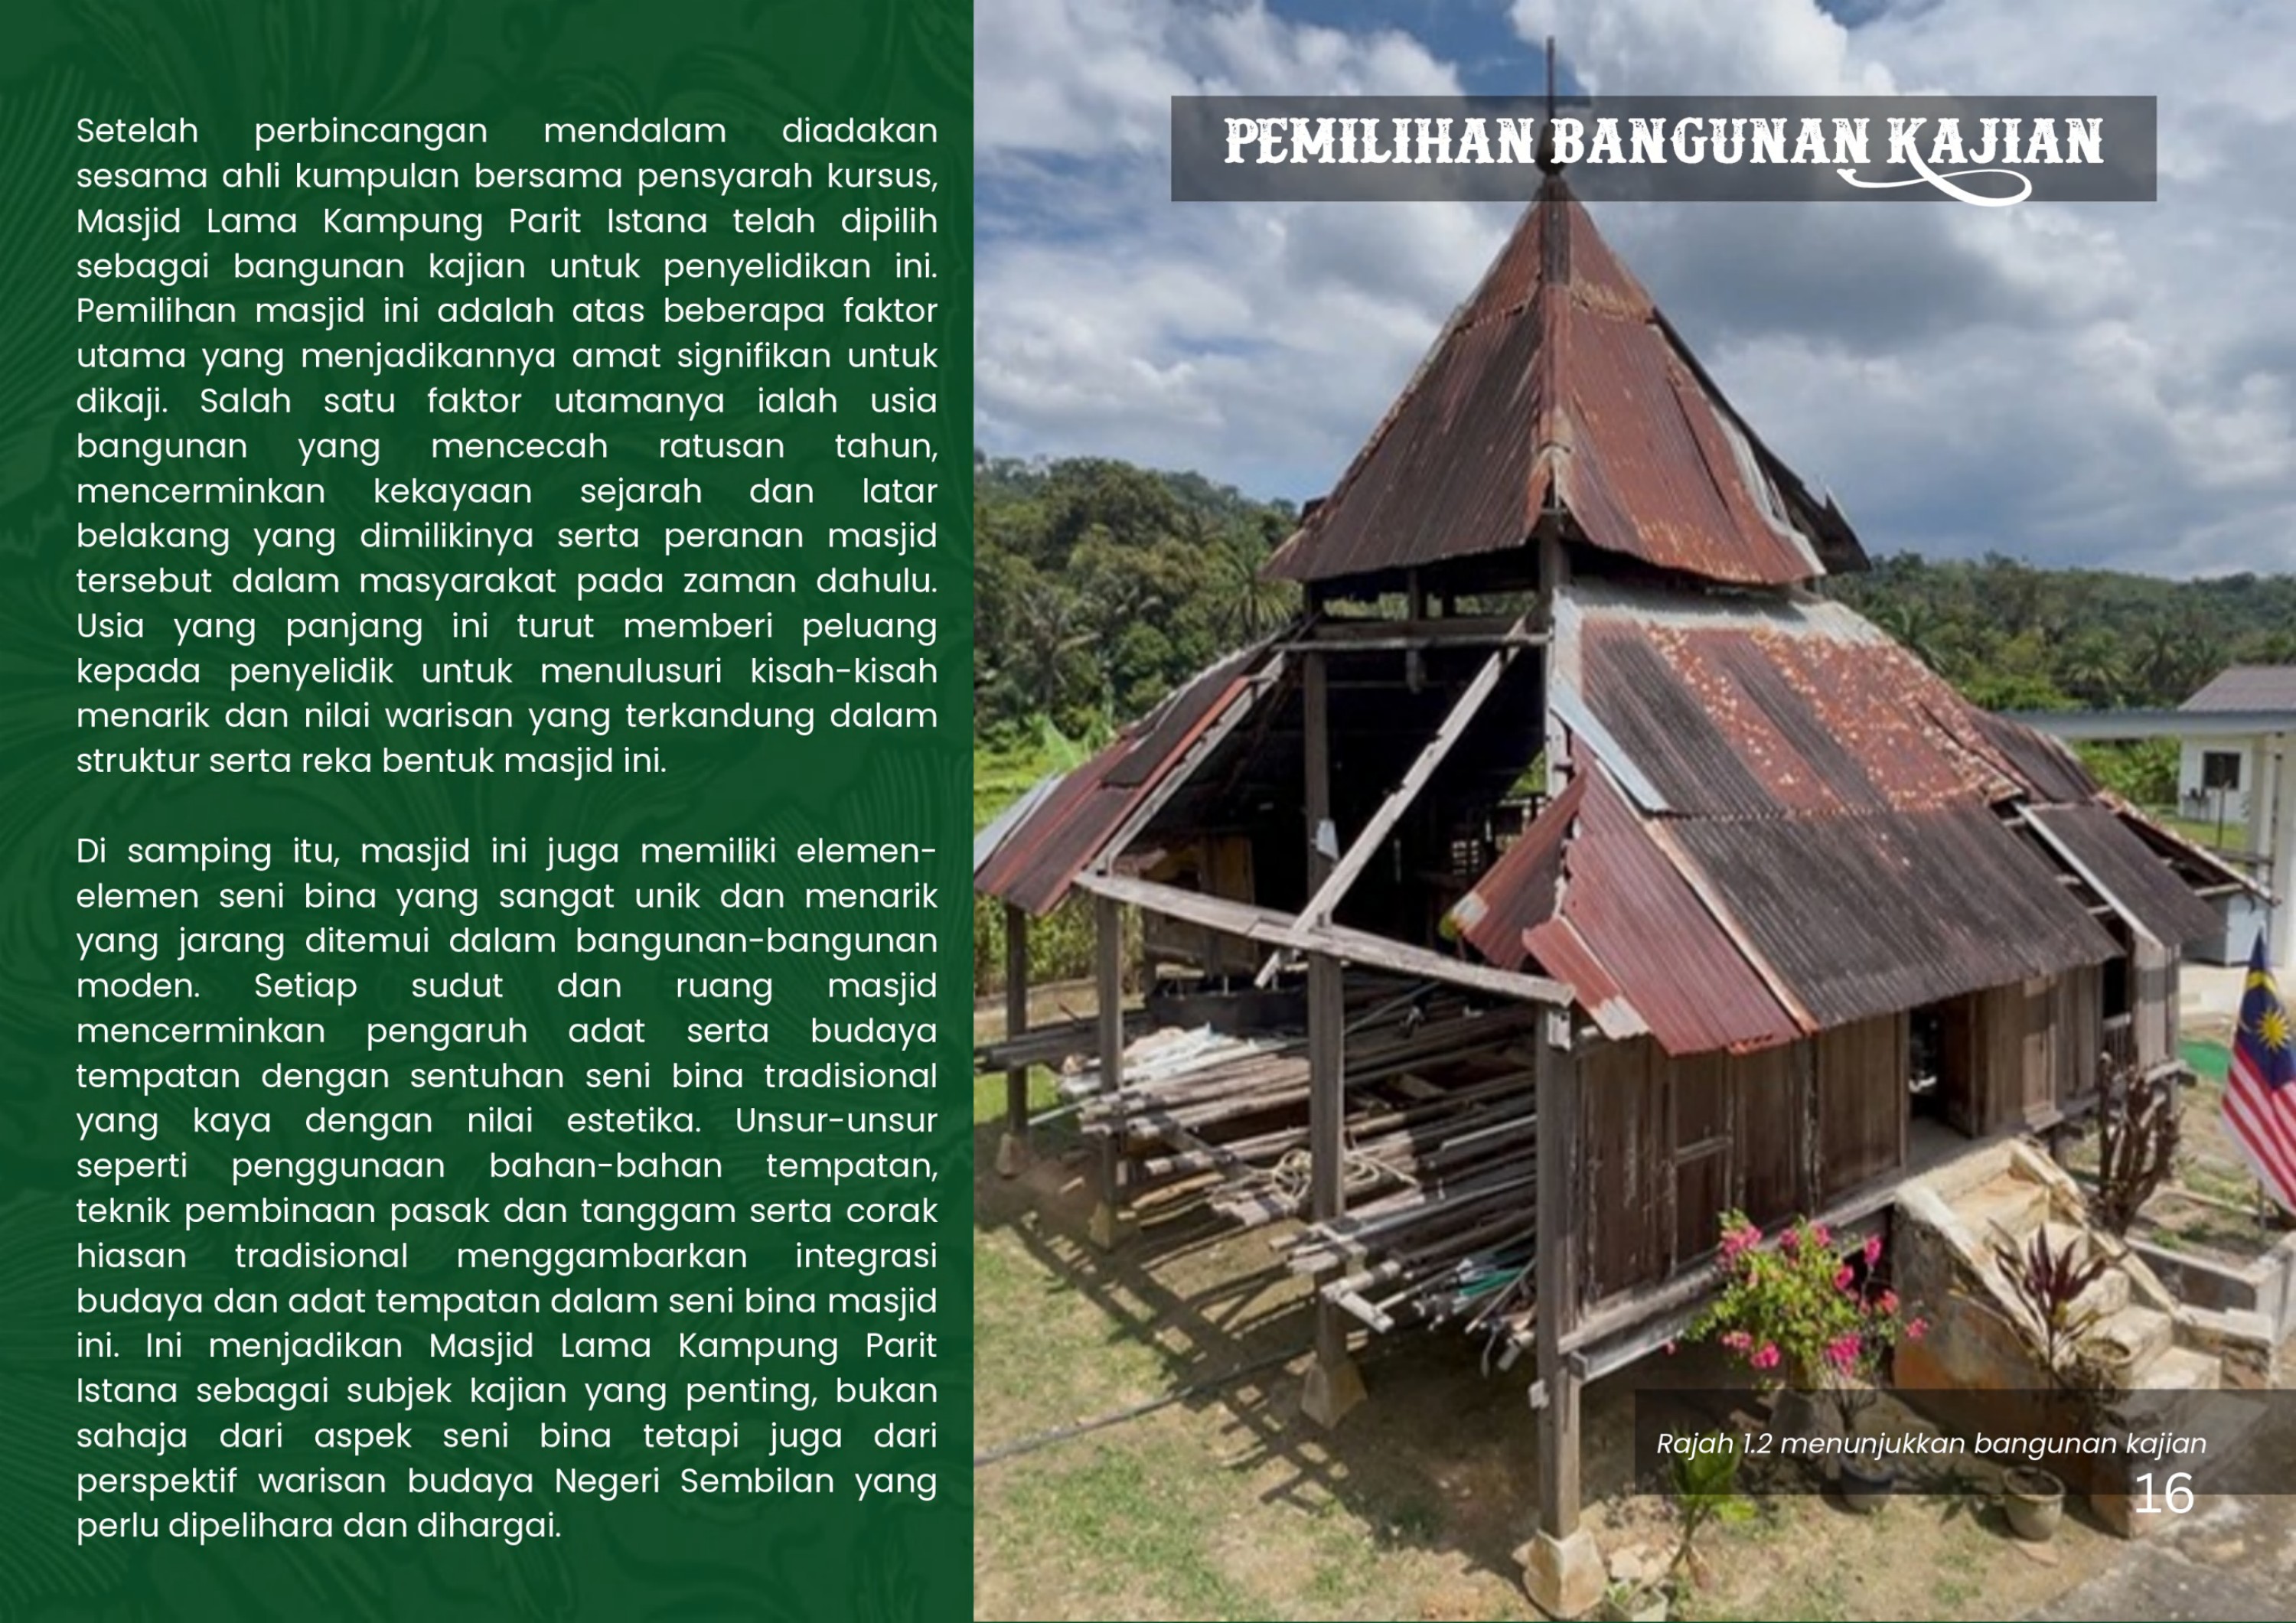 PEMILIHAN BANGUNAN KAJIAN
Setelah perbincangan mendalam diadakan
sesama ahli kumpulan bersama pensyarah kursus,
Masjid Lama Kampung Parit Istana telah dipilih
sebagai bangunan kajian untuk penyelidikan ini.
Pemilihan masjid ini adalah atas beberapa faktor
utama yang menjadikannya amat signifikan untuk
dikaji. Salah satu faktor utamanya ialah usia
bangunan yang mencecah ratusan tahun,
mencerminkan kekayaan sejarah dan latar
belakang yang dimilikinya serta peranan masjid
tersebut dalam masyarakat pada zaman dahulu.
Usia yang panjang ini turut memberi peluang
kepada penyelidik untuk menulusuri kisah-kisah
menarik dan nilai warisan yang terkandung dalam
struktur serta reka bentuk masjid ini.
Di samping itu, masjid ini juga memiliki elemen-
elemen seni bina yang sangat unik dan menarik
yang jarang ditemui dalam bangunan-bangunan
moden. Setiap sudut dan ruang masjid
mencerminkan pengaruh adat serta budaya
tempatan dengan sentuhan seni bina tradisional
yang kaya dengan nilai estetika. Unsur-unsur
seperti penggunaan bahan-bahan tempatan,
teknik pembinaan pasak dan tanggam serta corak
hiasan tradisional menggambarkan integrasi
budaya dan adat tempatan dalam seni bina masjid
ini. Ini menjadikan Masjid Lama Kampung Parit
Istana sebagai subjek kajian yang penting, bukan
sahaja dari aspek seni bina tetapi juga dari
perspektif warisan budaya Negeri Sembilan yang
perlu dipelihara dan dihargai.
Rajah 1.2 menunjukkan bangunan kajian
16